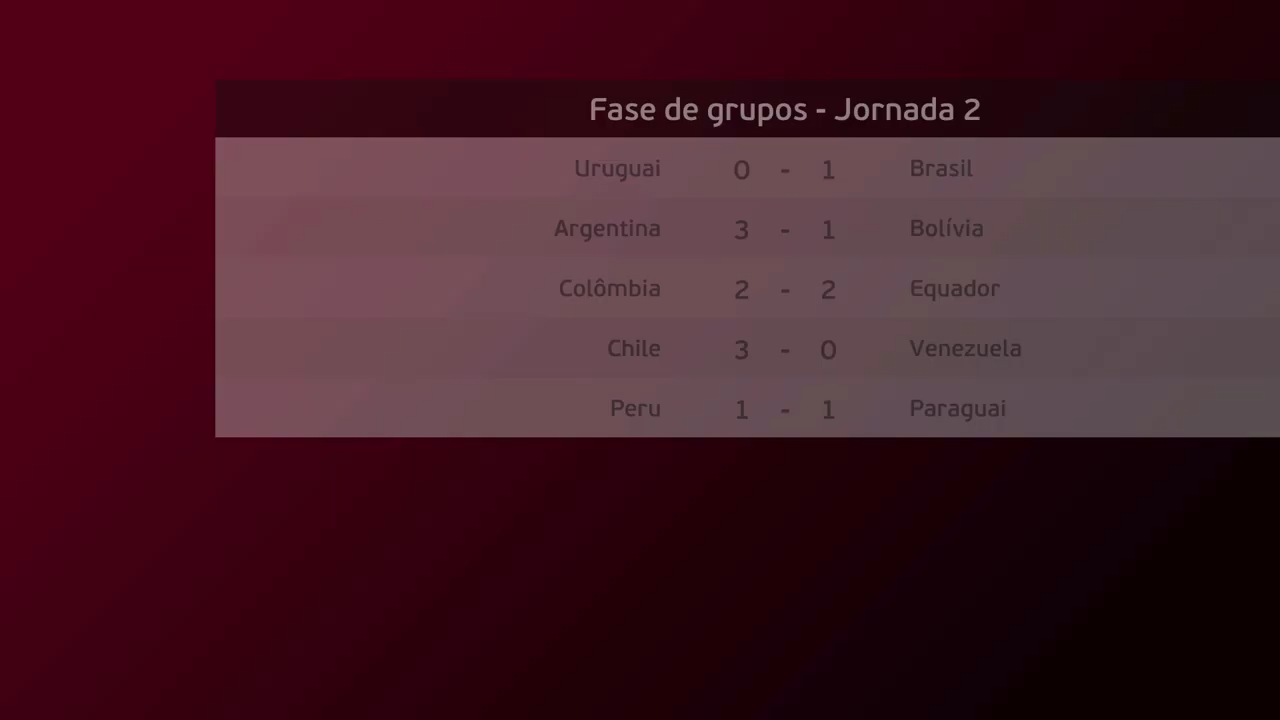 Fase de grupos - Jornada 2
Uruguai 0 - 1 Brasil
Argentina 3 - 1 Bolívia
Colômbia 2 - 2 Equador
Chile 3 - 0 Venezuela
Peru 1 - 1 Paraguai